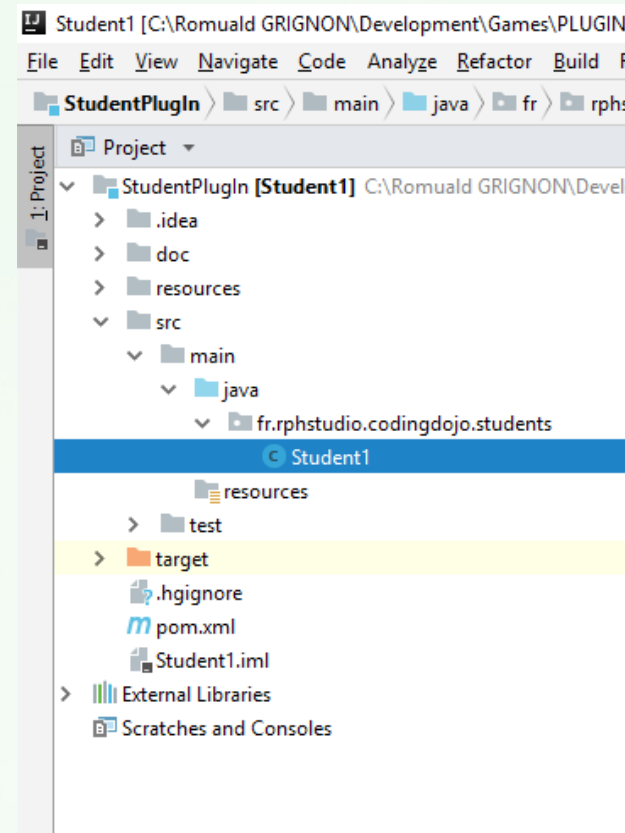 IJ Student1 [C:\Romuald GRIGNON\Development\Games\PLUGIN
File Edit View Navigate Code Analyze Refactor Build
StudentPlugIn src main java fr rphs
1: Project
Project
StudentPlugIn [Student1] C:\Romuald GRIGNON\Devel
.idea
doc
resources
src
main
java
fr.rphstudio.codingdojo.students
C Student1
resources
test
target
.hgignore
m pom.xml
Student1.iml
External Libraries
Scratches and Consoles